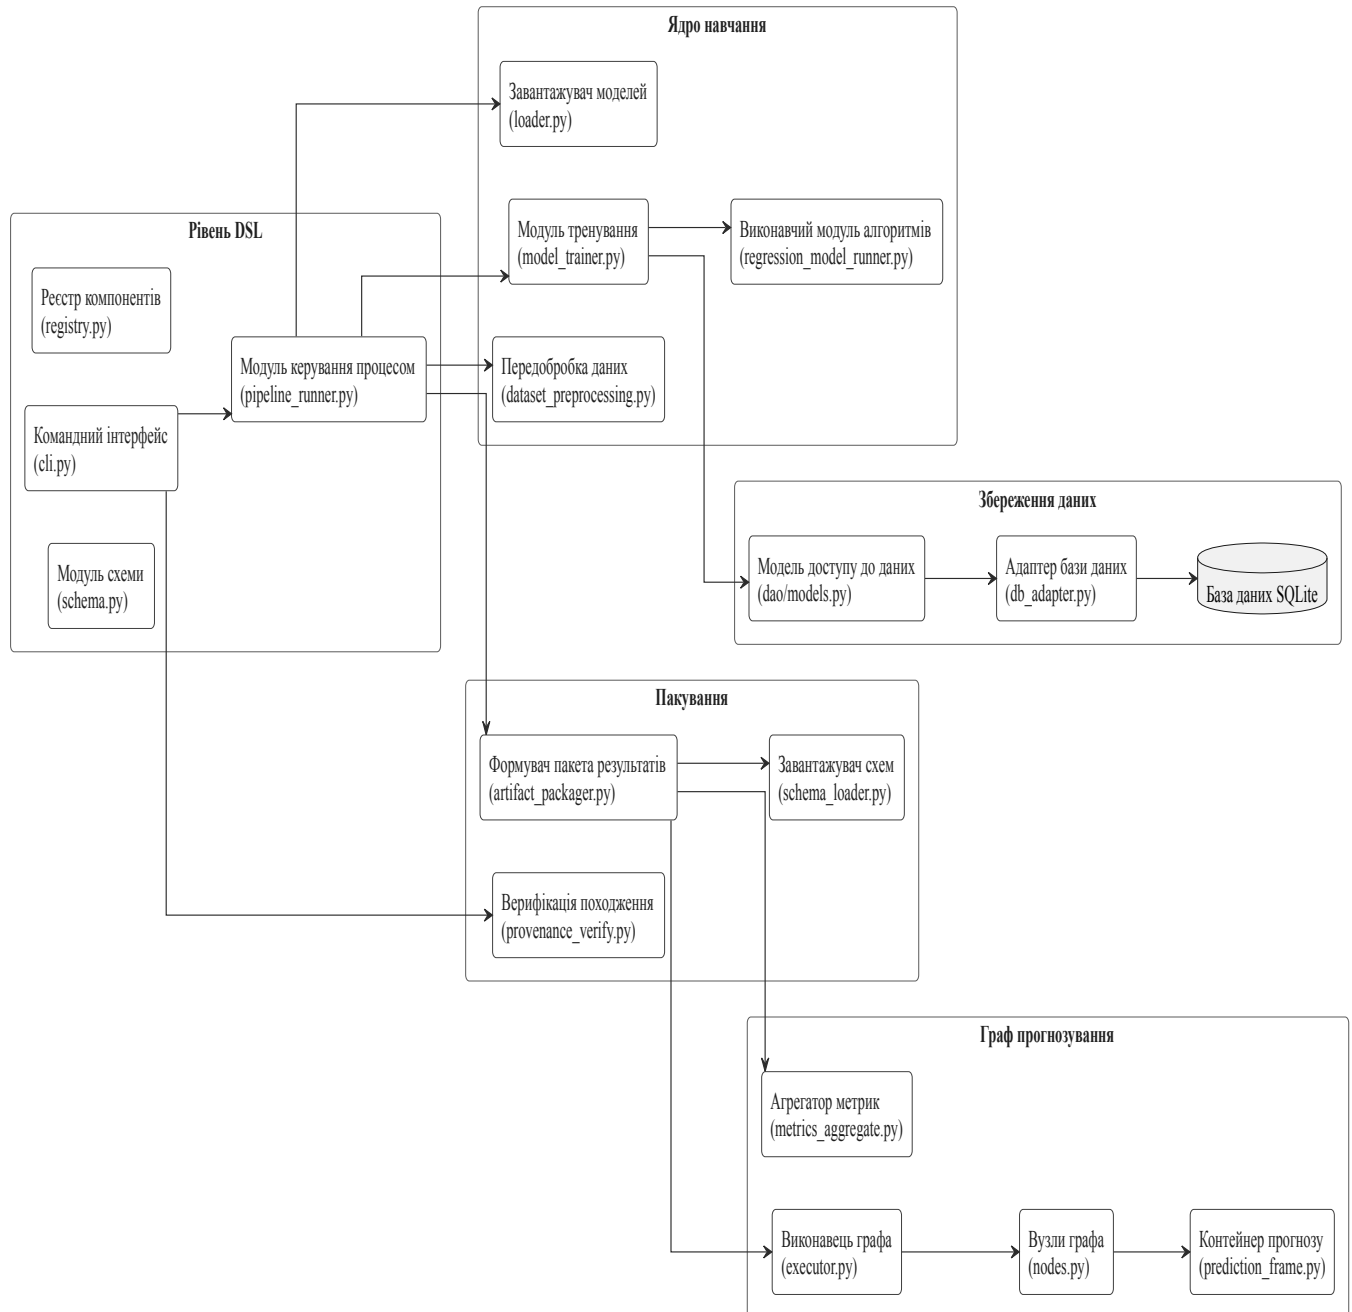 Ядро навчання
Завантажувач моделей
(loader.py)
Модуль тренування
(model_trainer.py)
Виконавчий модуль алгоритмів
(regression_model_runner.py)
Передобробка даних
(dataset_preprocessing.py)
Рівень DSL
Реєстр компонентів
(registry.py)
Модуль керування процесом
(pipeline_runner.py)
Командний інтерфейс
(cli.py)
Модуль схеми
(schema.py)
Збереження даних
Модель доступу до даних
(dao/models.py)
Адаптер бази даних
(db_adapter.py)
База даних SQLite
Пакування
Формувач пакета результатів
(artifact_packager.py)
Завантажувач схем
(schema_loader.py)
Верифікація походження
(provenance_verify.py)
Граф прогнозування
Агрегатор метрик
(metrics_aggregate.py)
Виконавець графа
(executor.py)
Вузли графа
(nodes.py)
Контейнер прогнозу
(prediction_frame.py)